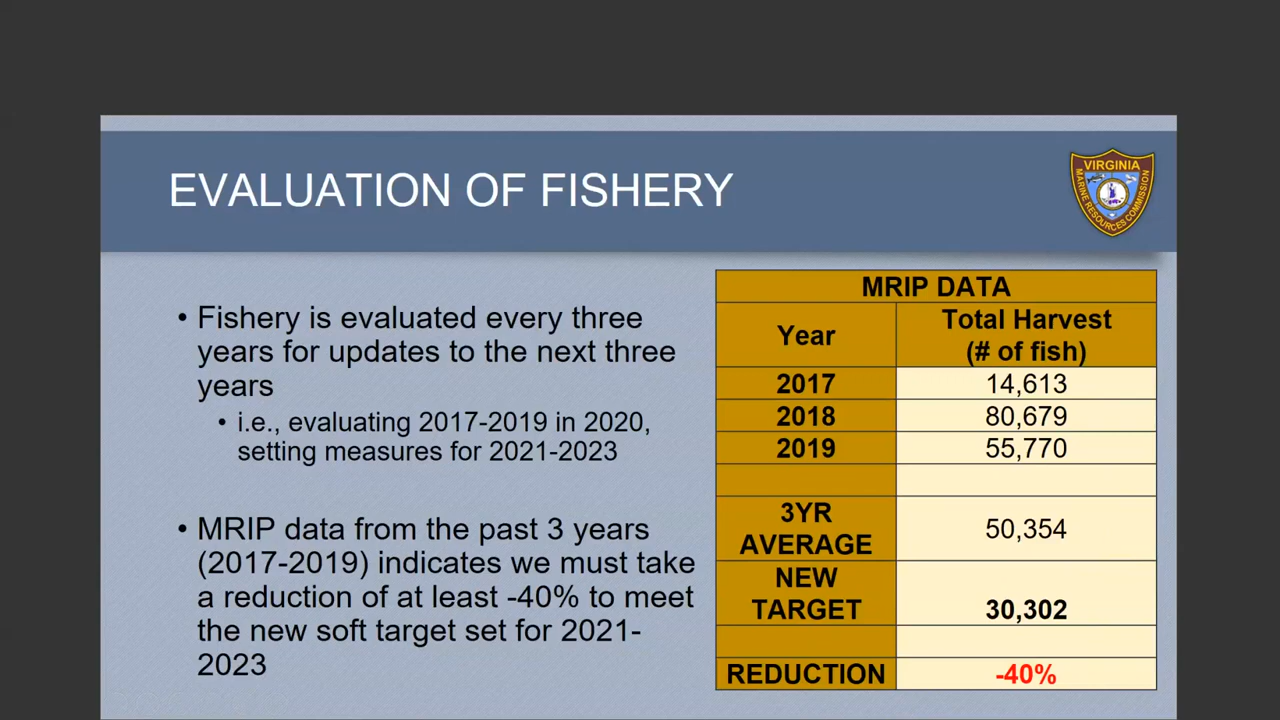 EVALUATION OF FISHERY
VIRGINIA
MARINE RESOURCES COMMISSION
• Fishery is evaluated every three
years for updates to the next three
years
• i.e., evaluating 2017-2019 in 2020,
setting measures for 2021-2023
• MRIP data from the past 3 years
(2017-2019) indicates we must take
a reduction of at least -40% to meet
the new soft target set for 2021-
2023
MRIP DATA
Year
Total Harvest
(# of fish)
2017 14,613
2018 80,679
2019 55,770
3YR
AVERAGE
50,354
NEW
TARGET
30,302
REDUCTION -40%